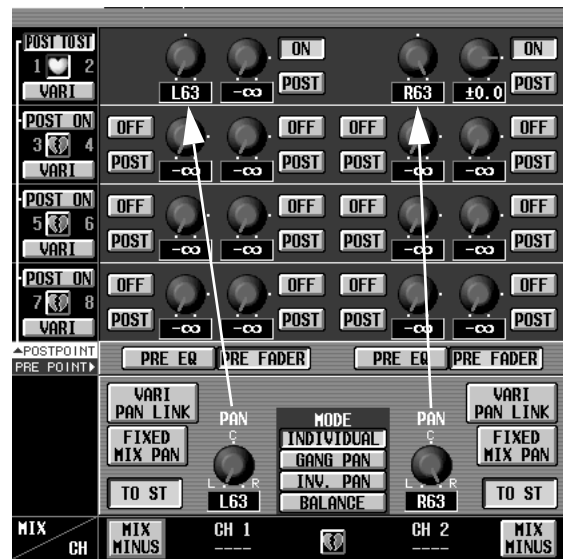 POST TO ST ON ON
1 2
VARI L63 -∞ POST R63 ±0.0 POST
POST ON OFF OFF OFF OFF
3 4
VARI POST -∞ -∞ POST POST -∞ -∞ POST
POST ON OFF OFF OFF OFF
5 6
VARI POST -∞ -∞ POST POST -∞ -∞ POST
POST ON OFF OFF OFF OFF
7 8
VARI POST -∞ -∞ POST POST -∞ -∞ POST
▲POSTPOINT
PRE POINT▶ PRE EQ PRE FADER PRE EQ PRE FADER
VARI PAN LINK
PAN
MODE
PAN
VARI PAN LINK
FIXED MIX PAN
C
INDIVIDUAL
GANG PAN
C
FIXED MIX PAN
L R
INV. PAN
L R
TO ST L63 BALANCE R63 TO ST
MIX
CH
MIX MINUS
CH 1
----
CH 2
----
MIX MINUS